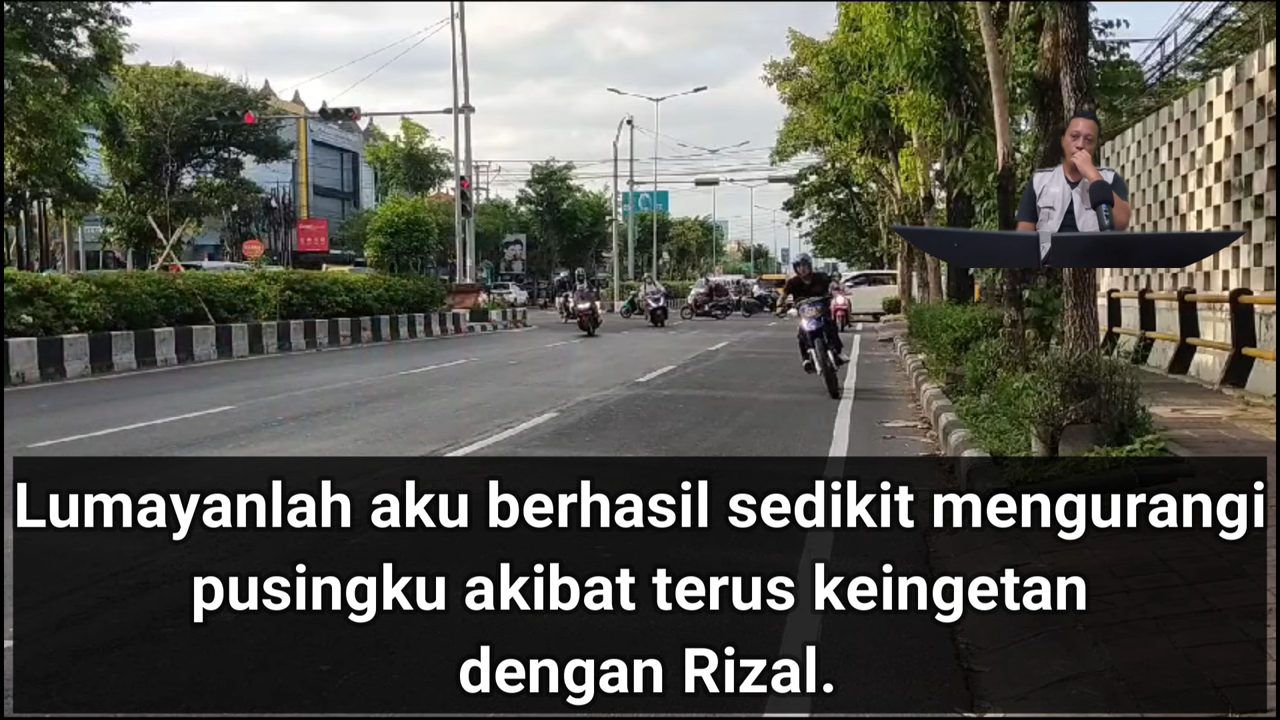 Lumayanlah aku berhasil sedikit mengurangi
pusingku akibat terus keingetan
dengan Rizal.